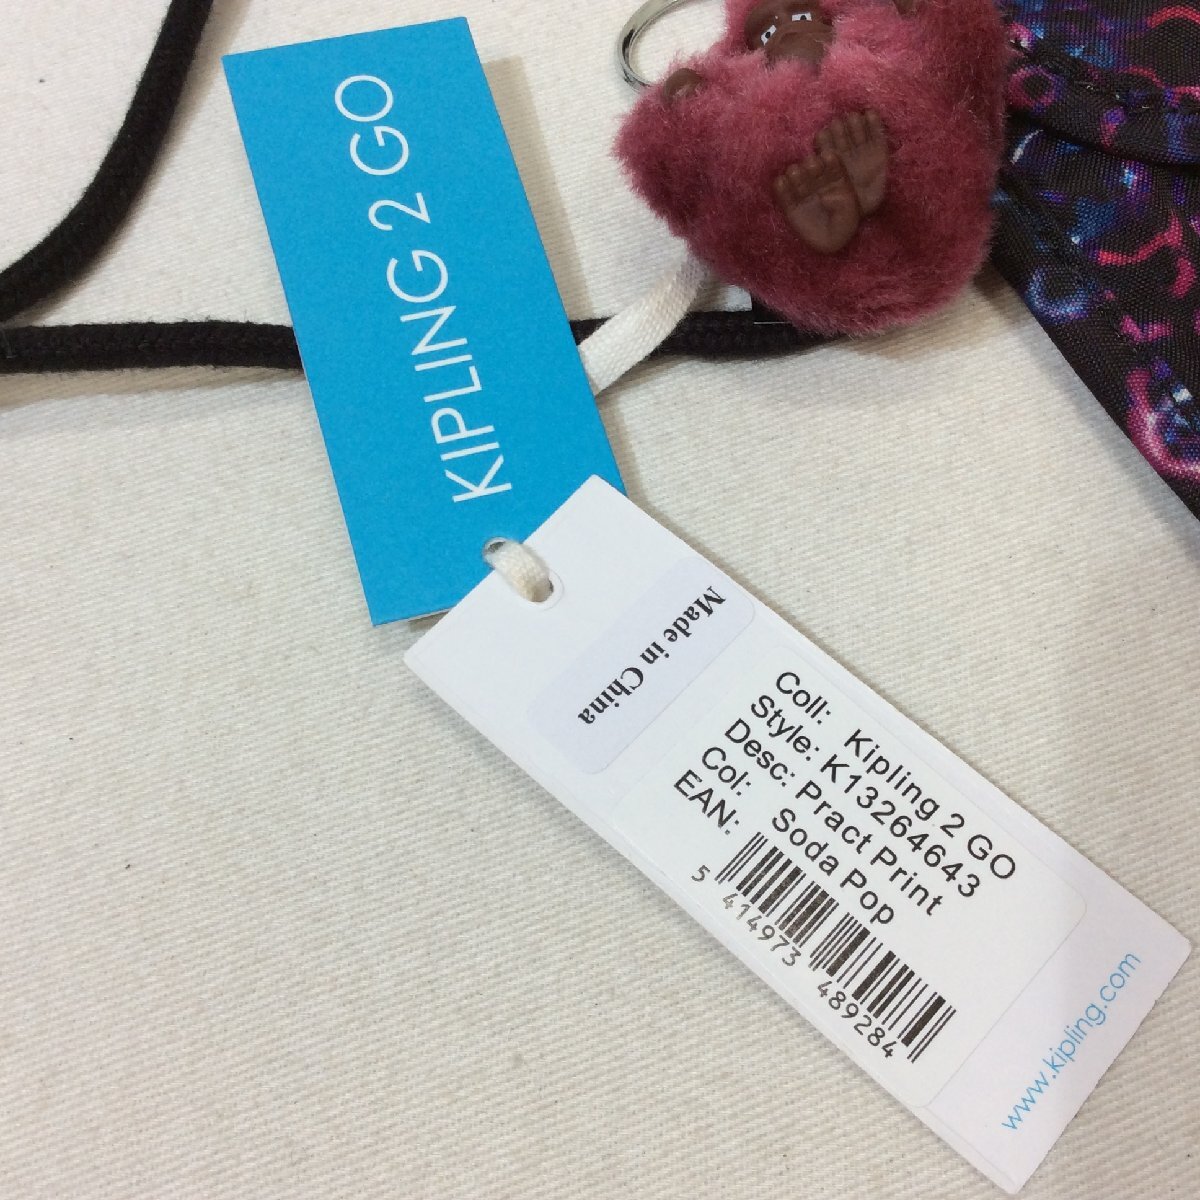 KIPLING 2 GO
Made in China
Coll: Kipling 2 GO
Style: K13264643
Desc: Pract Print
Col: Soda Pop
EAN:
5 414973 489284
www.kipling.com